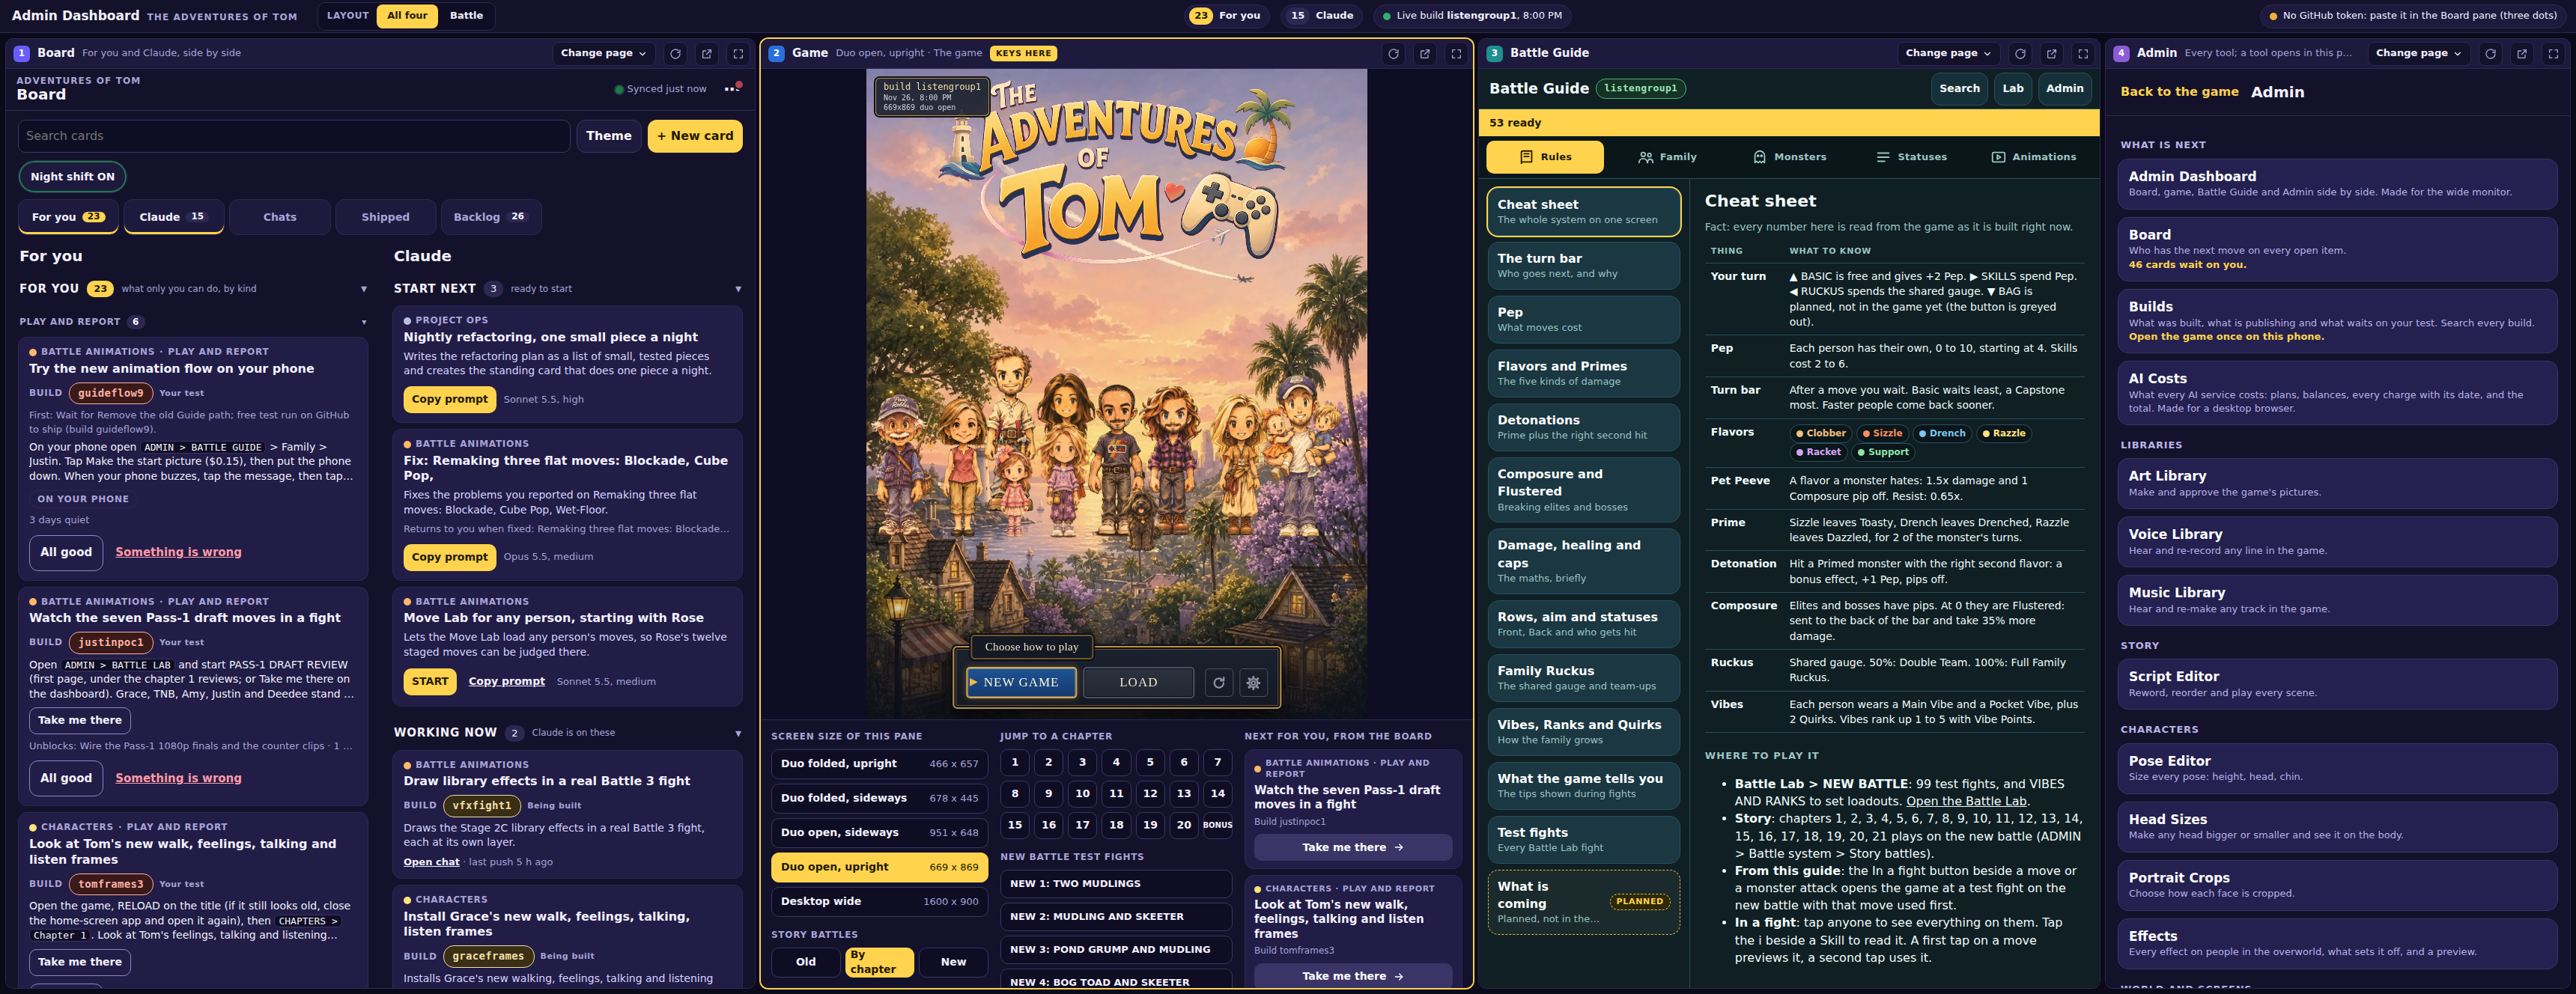 Admin Dashboard THE ADVENTURES OF TOM LAYOUT All four Battle
23 For you 15 Claude Live build listengroup1, 8:00 PM
No GitHub token: paste it in the Board pane (three dots)
1 Board For you and Claude, side by side Change page
ADVENTURES OF TOM
Board
Synced just now
Search cards
Theme
+ New card
Night shift ON
For you 23 Claude 15 Chats Shipped Backlog 26
For you
FOR YOU 23 what only you can do, by kind
PLAY AND REPORT 6
BATTLE ANIMATIONS · PLAY AND REPORT
Try the new animation flow on your phone
BUILD guideflow9 Your test
First: Wait for Remove the old Guide path; free test run on GitHub
to ship (build guideflow9).
On your phone open ADMIN > BATTLE GUIDE > Family >
Justin. Tap Make the start picture ($0.15), then put the phone
down. When your phone buzzes, tap the message, then tap...
ON YOUR PHONE
3 days quiet
All good Something is wrong
BATTLE ANIMATIONS · PLAY AND REPORT
Watch the seven Pass-1 draft moves in a fight
BUILD justinpoc1 Your test
Open ADMIN > BATTLE LAB and start PASS-1 DRAFT REVIEW
(first page, under the chapter 1 reviews; or Take me there on
the dashboard). Grace, TNB, Amy, Justin and Deedee stand ...
Take me there
Unblocks: Wire the Pass-1 1080p finals and the counter clips · 1 ...
All good Something is wrong
CHARACTERS · PLAY AND REPORT
Look at Tom's new walk, feelings, talking and
listen frames
BUILD tomframes3 Your test
Open the game, RELOAD on the title (if it still looks old, close
the home-screen app and open it again), then CHAPTERS >
Chapter 1. Look at Tom's feelings, talking and listening...
Take me there
Claude
START NEXT 3 ready to start
PROJECT OPS
Nightly refactoring, one small piece a night
Writes the refactoring plan as a list of small, tested pieces
and creates the standing card that does one piece a night.
Copy prompt Sonnet 5.5, high
BATTLE ANIMATIONS
Fix: Remaking three flat moves: Blockade, Cube
Pop,
Fixes the problems you reported on Remaking three flat
moves: Blockade, Cube Pop, Wet-Floor.
Returns to you when fixed: Remaking three flat moves: Blockade...
Copy prompt Opus 5.5, medium
BATTLE ANIMATIONS
Move Lab for any person, starting with Rose
Lets the Move Lab load any person's moves, so Rose's twelve
staged moves can be judged there.
START Copy prompt Sonnet 5.5, medium
WORKING NOW 2 Claude is on these
BATTLE ANIMATIONS
Draw library effects in a real Battle 3 fight
BUILD vfxfight1 Being built
Draws the Stage 2C library effects in a real Battle 3 fight,
each at its own layer.
Open chat · last push 5 h ago
CHARACTERS
Install Grace's new walk, feelings, talking,
listen frames
BUILD graceframes Being built
Installs Grace's new walking, feelings, talking and listening
2 Game Duo open, upright · The game KEYS HERE
build listengroup1
Nov 26, 8:00 PM
669x869 duo open
THE
ADVENTURES
OF
TOM
Choose how to play
NEW GAME LOAD
SCREEN SIZE OF THIS PANE
Duo folded, upright 466 x 657
Duo folded, sideways 678 x 445
Duo open, sideways 951 x 648
Duo open, upright 669 x 869
Desktop wide 1600 x 900
STORY BATTLES
Old By chapter New
JUMP TO A CHAPTER
1 2 3 4 5 6 7
8 9 10 11 12 13 14
15 16 17 18 19 20 BONUS
NEW BATTLE TEST FIGHTS
NEW 1: TWO MUDLINGS
NEW 2: MUDLING AND SKEETER
NEW 3: POND GRUMP AND MUDLING
NEW 4: BOG TOAD AND SKEETER
NEXT FOR YOU, FROM THE BOARD
BATTLE ANIMATIONS · PLAY AND
REPORT
Watch the seven Pass-1 draft
moves in a fight
Build justinpoc1
Take me there →
CHARACTERS · PLAY AND REPORT
Look at Tom's new walk,
feelings, talking and listen
frames
Build tomframes3
Take me there →
3 Battle Guide Change page
Battle Guide listengroup1 Search Lab Admin
53 ready
Rules Family Monsters Statuses Animations
Cheat sheet
The whole system on one screen
The turn bar
Who goes next, and why
Pep
What moves cost
Flavors and Primes
The five kinds of damage
Detonations
Prime plus the right second hit
Composure and
Flustered
Breaking elites and bosses
Damage, healing and
caps
The maths, briefly
Rows, aim and statuses
Front, Back and who gets hit
Family Ruckus
The shared gauge and team-ups
Vibes, Ranks and Quirks
How the family grows
What the game tells you
The tips shown during fights
Test fights
Every Battle Lab fight
What is
coming
Planned, not in the...
PLANNED
Cheat sheet
Fact: every number here is read from the game as it is built right now.
THING WHAT TO KNOW
Your turn ▲ BASIC is free and gives +2 Pep. ▶ SKILLS spend Pep.
◀ RUCKUS spends the shared gauge. ▼ BAG is
planned, not in the game yet (the button is greyed
out).
Pep Each person has their own, 0 to 10, starting at 4. Skills
cost 2 to 6.
Turn bar After a move you wait. Basic waits least, a Capstone
most. Faster people come back sooner.
Flavors Clobber Sizzle Drench Razzle
Racket Support
Pet Peeve A flavor a monster hates: 1.5x damage and 1
Composure pip off. Resist: 0.65x.
Prime Sizzle leaves Toasty, Drench leaves Drenched, Razzle
leaves Dazzled, for 2 of the monster's turns.
Detonation Hit a Primed monster with the right second flavor: a
bonus effect, +1 Pep, pips off.
Composure Elites and bosses have pips. At 0 they are Flustered:
sent to the back of the bar and take 35% more
damage.
Ruckus Shared gauge. 50%: Double Team. 100%: Full Family
Ruckus.
Vibes Each person wears a Main Vibe and a Pocket Vibe, plus
2 Quirks. Vibes rank up 1 to 5 with Vibe Points.
WHERE TO PLAY IT
• Battle Lab > NEW BATTLE: 99 test fights, and VIBES
AND RANKS to set loadouts. Open the Battle Lab.
• Story: chapters 1, 2, 3, 4, 5, 6, 7, 8, 9, 10, 11, 12, 13, 14,
15, 16, 17, 18, 19, 20, 21 plays on the new battle (ADMIN
> Battle system > Story battles).
• From this guide: the In a fight button beside a move or
a monster attack opens the game at a test fight on the
new battle with that move used first.
• In a fight: tap anyone to see everything on them. Tap
the i beside a Skill to read it. A first tap on a move
previews it, a second tap uses it.
4 Admin Every tool; a tool opens in this p... Change page
Back to the game Admin
WHAT IS NEXT
Admin Dashboard
Board, game, Battle Guide and Admin side by side. Made for the wide monitor.
Board
Who has the next move on every open item.
46 cards wait on you.
Builds
What was built, what is publishing and what waits on your test. Search every build.
Open the game once on this phone.
AI Costs
What every AI service costs: plans, balances, every charge with its date, and the
total. Made for a desktop browser.
LIBRARIES
Art Library
Make and approve the game's pictures.
Voice Library
Hear and re-record any line in the game.
Music Library
Hear and re-make any track in the game.
STORY
Script Editor
Reword, reorder and play every scene.
CHARACTERS
Pose Editor
Size every pose: height, head, chin.
Head Sizes
Make any head bigger or smaller and see it on the body.
Portrait Crops
Choose how each face is cropped.
Effects
Every effect on people in the overworld, what sets it off, and a preview.